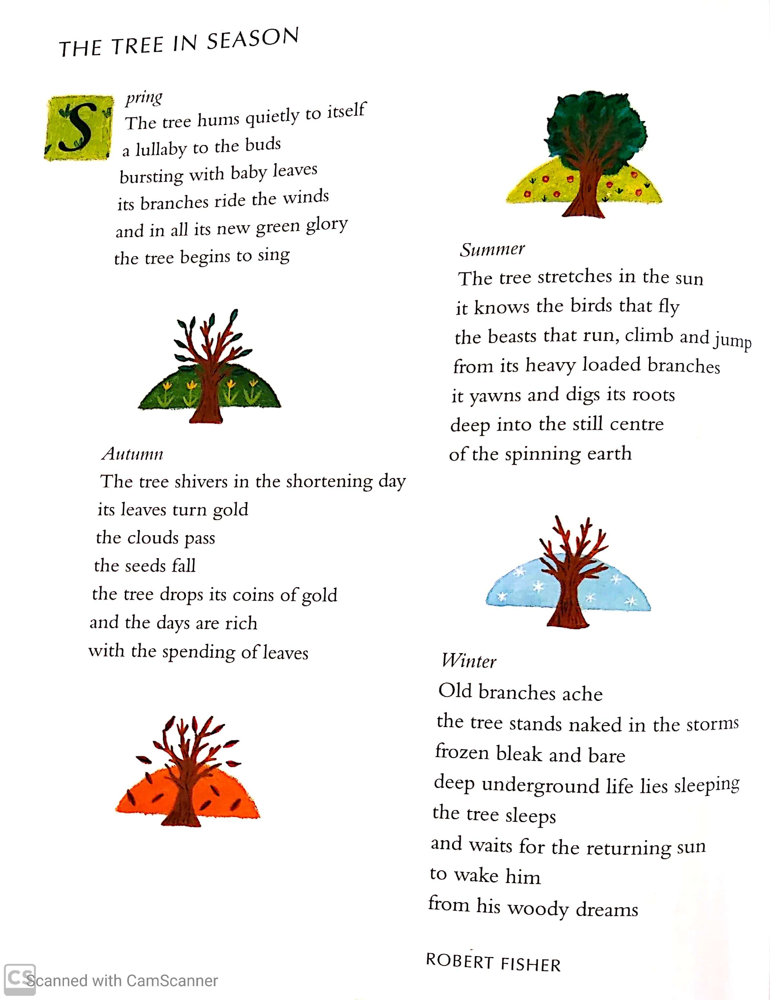 THE TREE IN SEASON
Spring
The tree hums quietly to itself
a lullaby to the buds
bursting with baby leaves
its branches ride the winds
and in all its new green glory
the tree begins to sing
Summer
The tree stretches in the sun
it knows the birds that fly
the beasts that run, climb and jump
from its heavy loaded branches
it yawns and digs its roots
deep into the still centre
of the spinning earth
Autumn
The tree shivers in the shortening day
its leaves turn gold
the clouds pass
the seeds fall
the tree drops its coins of gold
and the days are rich
with the spending of leaves
Winter
Old branches ache
the tree stands naked in the storms
frozen bleak and bare
deep underground life lies sleeping
the tree sleeps
and waits for the returning sun
to wake him
from his woody dreams
ROBERT FISHER
CS Scanned with CamScanner